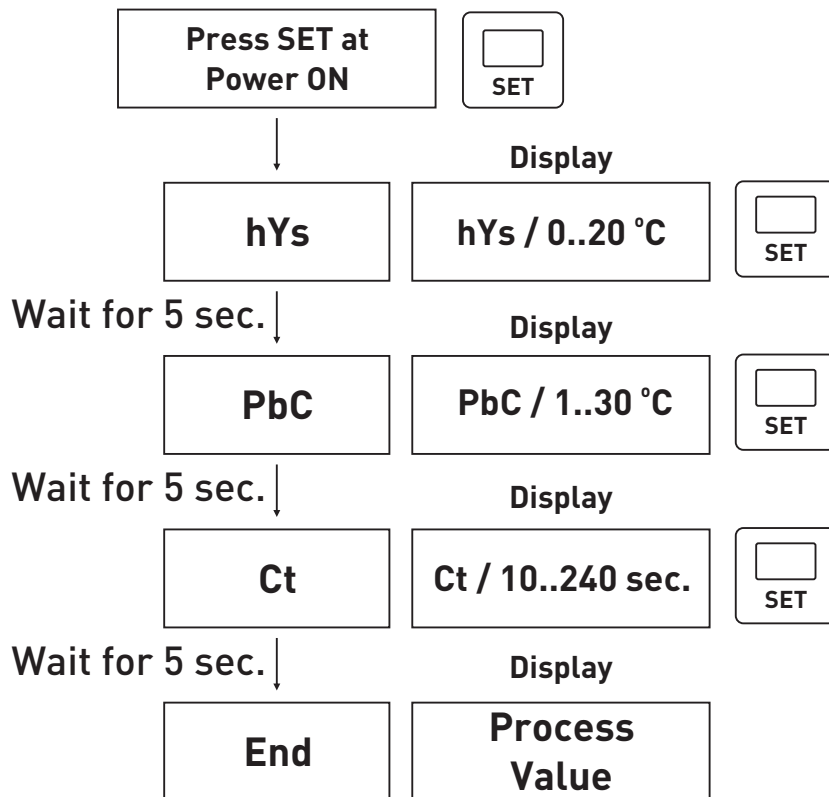 Press SET at
Power ON
SET
Display
hYs
hYs / 0..20 °C
SET
Wait for 5 sec.
Display
PbC
PbC / 1..30 °C
SET
Wait for 5 sec.
Display
Ct
Ct / 10..240 sec.
SET
Wait for 5 sec.
Display
End
Process
Value